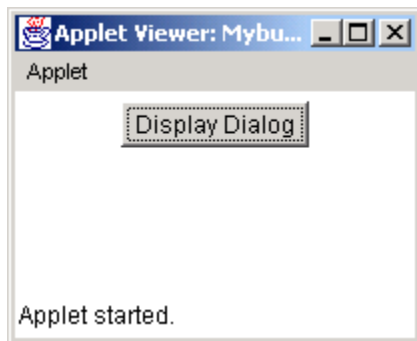 Applet Viewer: Mybu...
Applet
Display Dialog
Applet started.